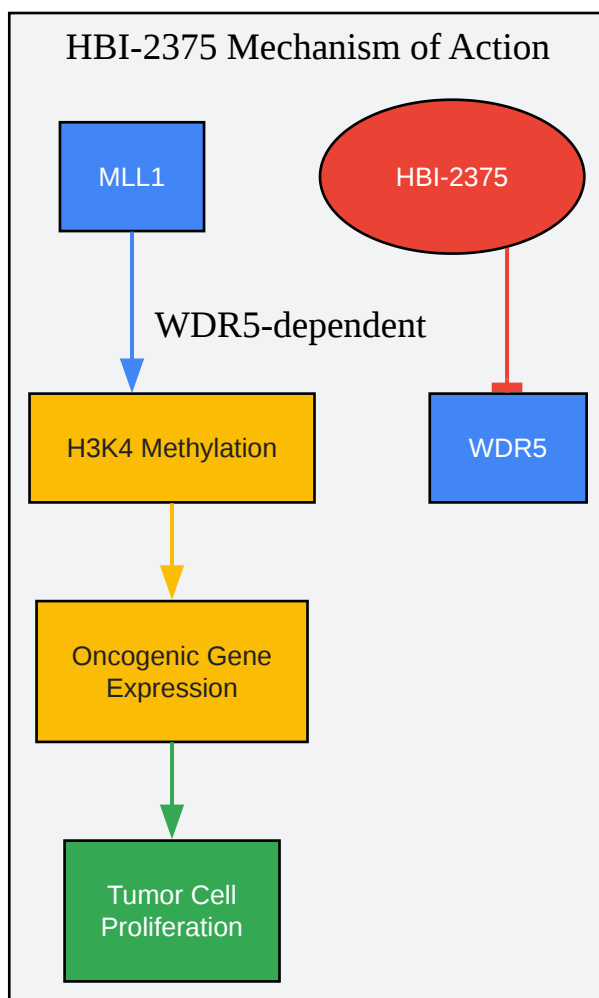 HBI-2375 Mechanism of Action
MLL1
HBI-2375
WDR5-dependent
H3K4 Methylation
WDR5
Oncogenic Gene
Expression
Tumor Cell
Proliferation